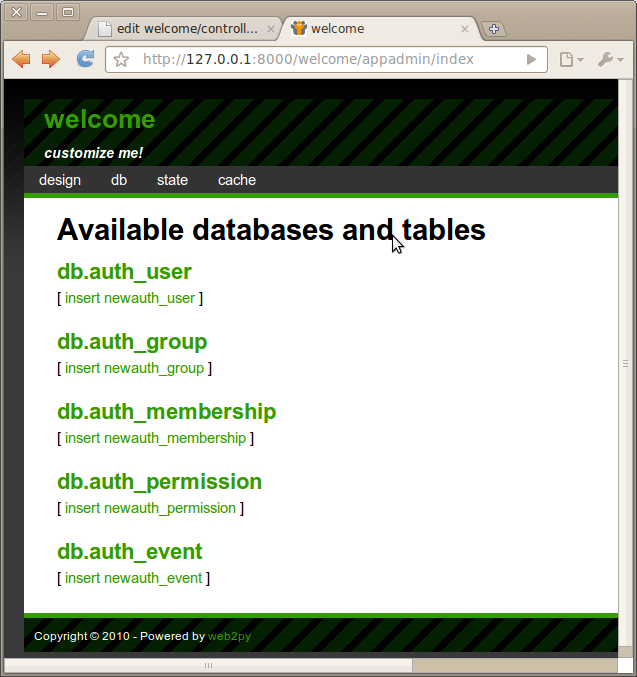 edit welcome/controll...
welcome
http://127.0.0.1:8000/welcome/appadmin/index
welcome
customize me!
design db state cache
Available databases and tables
db.auth_user
[ insert newauth_user ]
db.auth_group
[ insert newauth_group ]
db.auth_membership
[ insert newauth_membership ]
db.auth_permission
[ insert newauth_permission ]
db.auth_event
[ insert newauth_event ]
Copyright © 2010 - Powered by web2py